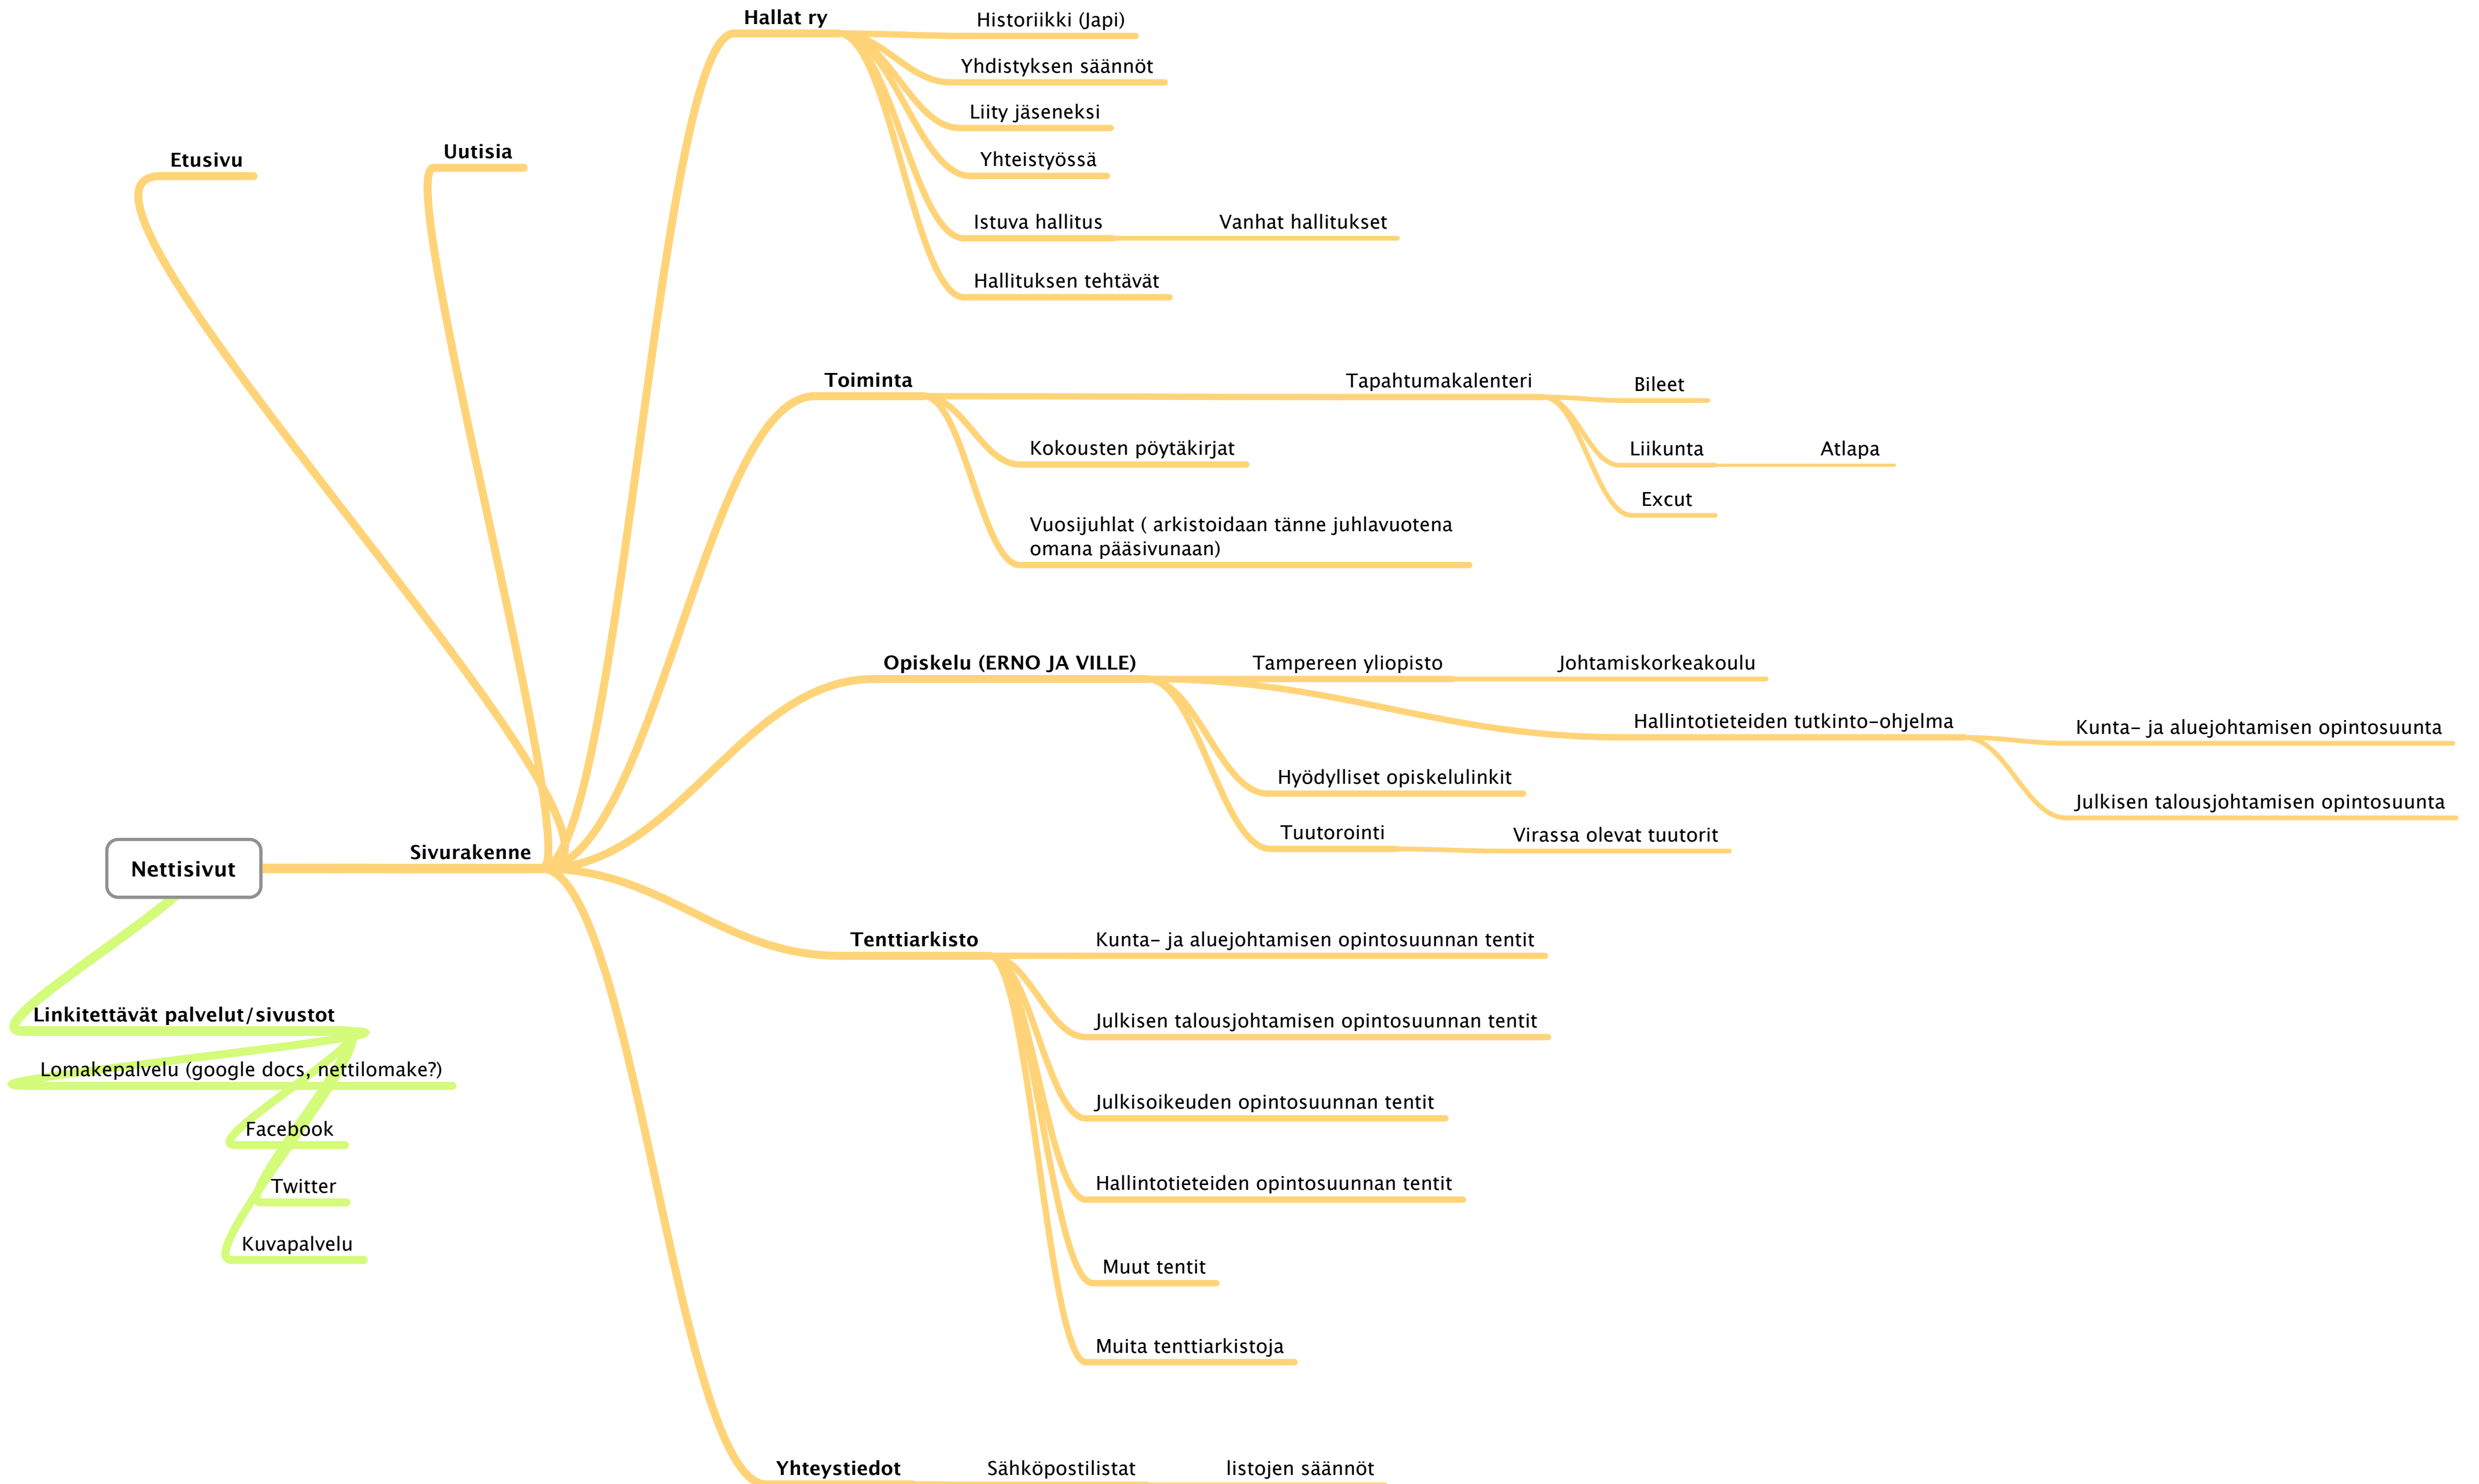 Hallat ry
Historiikki (Japi)
Yhdistyksen säännöt
Liity jäseneksi
Yhteistyössä
Istuva hallitus
Vanhat hallitukset
Hallituksen tehtävät
Etusivu
Uutisia
Toiminta
Tapahtumakalenteri
Bileet
Liikunta
Atlapa
Excut
Kokousten pöytäkirjat
Vuosijuhlat ( arkistoidaan tänne juhlavuotena
omana pääsivunaan)
Opiskelu (ERNO JA VILLE)
Tampereen yliopisto
Johtamiskorkeakoulu
Hallintotieteiden tutkinto-ohjelma
Kunta- ja aluejohtamisen opintosuunta
Julkisen talousjohtamisen opintosuunta
Hyödylliset opiskelulinkit
Tuutorointi
Virassa olevat tuutorit
Nettisivut
Sivurakenne
Tenttiarkisto
Kunta- ja aluejohtamisen opintosuunnan tentit
Julkisen talousjohtamisen opintosuunnan tentit
Julkisoikeuden opintosuunnan tentit
Hallintotieteiden opintosuunnan tentit
Muut tentit
Muita tenttiarkistoja
Linkitettävät palvelut/sivustot
Lomakepalvelu (google docs, nettilomake?)
Facebook
Twitter
Kuvapalvelu
Yhteystiedot
Sähköpostilistat
listojen säännöt